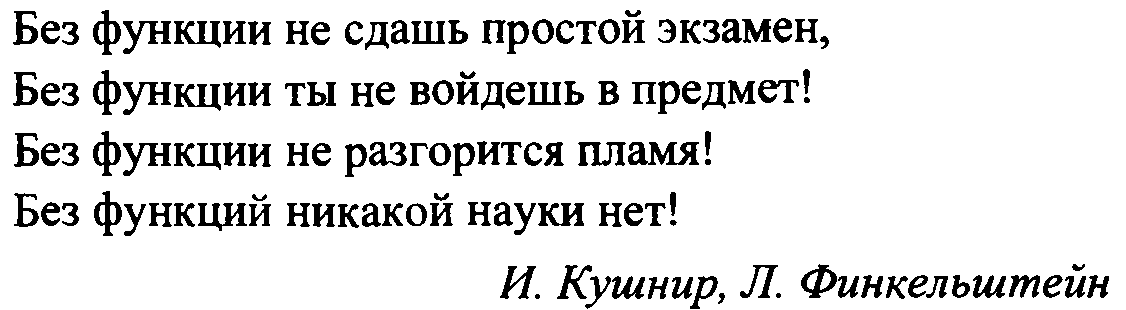 Без функции не сдашь простой экзамен,
Без функции ты не войдешь в предмет!
Без функции не разгорится пламя!
Без функций никакой науки нет!
И. Кушнир, Л. Финкельштейн